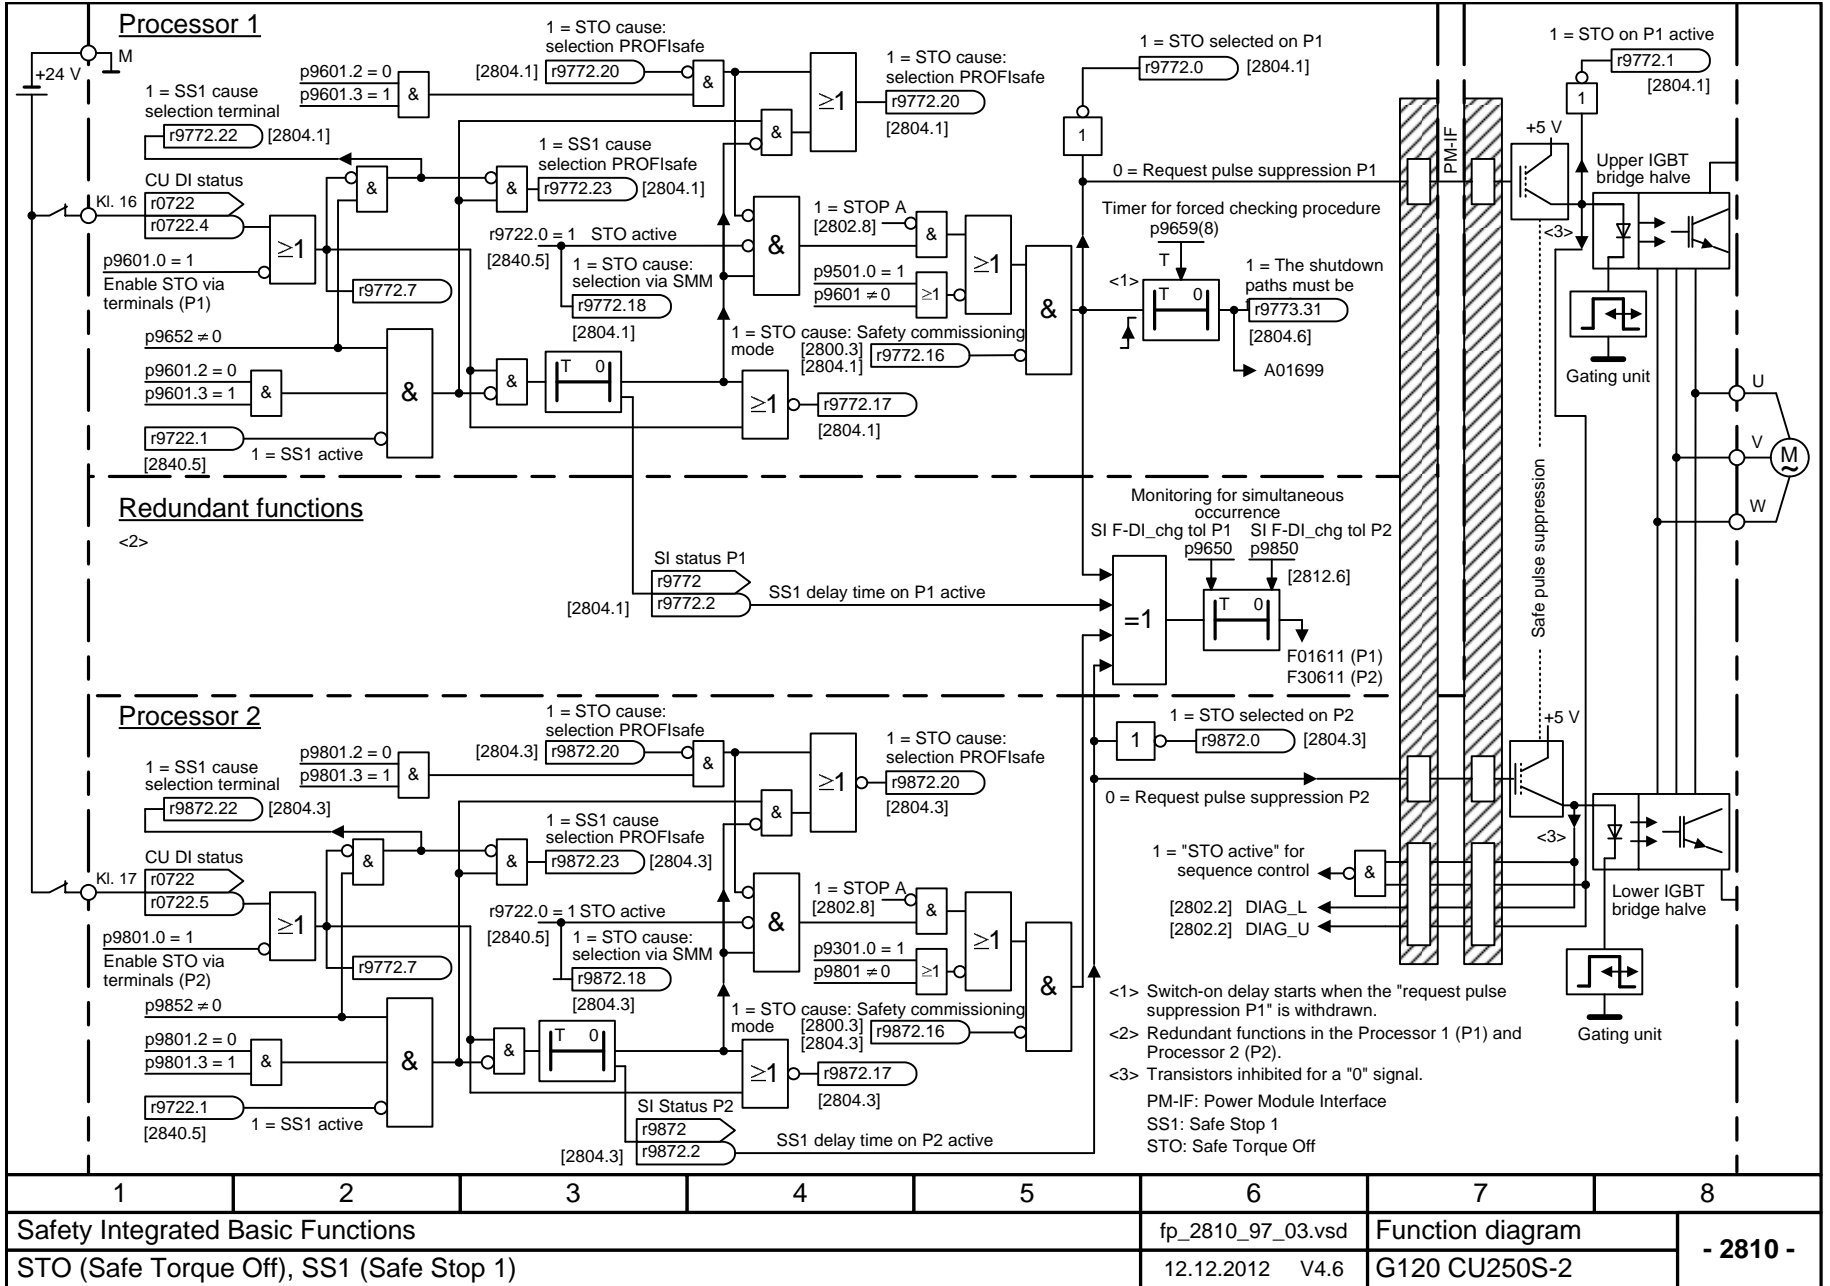 Processor 1
M
+24 V
1 = SS1 cause
selection terminal
r9772.22
[2804.1]
p9601.2 = 0
p9601.3 = 1
&
1 = STO cause:
selection PROFIsafe
[2804.1]
r9772.20
&
≥1
1 = STO cause:
selection PROFIsafe
r9772.20
[2804.1]
&
1 = STO selected on P1
r9772.0
[2804.1]
1
1 = STO on P1 active
r9772.1
[2804.1]
1
CU DI status
Kl. 16
r0722
r0722.4
&
&
1 = SS1 cause
selection PROFIsafe
r9772.23
[2804.1]
≥1
p9601.0 = 1
Enable STO via
terminals (P1)
r9772.7
r9722.0 = 1
STO active
[2840.5]
1 = STO cause:
selection via SMM
r9772.18
[2804.1]
&
1 = STOP A
[2802.8]
&
p9501.0 = 1
p9601 ≠ 0
≥1
≥1
&
0 = Request pulse suppression P1
Timer for forced checking procedure
p9659(8)
T
<1>
T 0
1 = The shutdown
paths must be
r9773.31
[2804.6]
A01699
PM-IF
+5 V
<3>
Upper IGBT
bridge halve
Gating unit
p9652 ≠ 0
p9601.2 = 0
p9601.3 = 1
&
&
r9722.1
[2840.5]
1 = SS1 active
&
T 0
1 = STO cause: Safety commissioning
mode
[2800.3]
[2804.1]
r9772.16
≥1
r9772.17
[2804.1]
U
V
W
M
~
Safe pulse suppression
Redundant functions
<2>
SI status P1
r9772
r9772.2
[2804.1]
SS1 delay time on P1 active
Monitoring for simultaneous
occurrence
SI F-DI_chg tol P1
SI F-DI_chg tol P2
p9650
p9850
[2812.6]
=1
T 0
F01611 (P1)
F30611 (P2)
Processor 2
1 = SS1 cause
selection terminal
r9872.22
[2804.3]
p9801.2 = 0
p9801.3 = 1
&
1 = STO cause:
selection PROFIsafe
[2804.3]
r9872.20
&
≥1
1 = STO cause:
selection PROFIsafe
r9872.20
[2804.3]
&
1
1 = STO selected on P2
r9872.0
[2804.3]
0 = Request pulse suppression P2
+5 V
<3>
CU DI status
Kl. 17
r0722
r0722.5
&
&
1 = SS1 cause
selection PROFIsafe
r9872.23
[2804.3]
≥1
p9801.0 = 1
Enable STO via
terminals (P2)
r9772.7
r9722.0 = 1 STO active
[2840.5]
1 = STO cause:
selection via SMM
r9872.18
[2804.3]
&
1 = STOP A
[2802.8]
&
p9301.0 = 1
p9801 ≠ 0
≥1
≥1
&
1 = "STO active" for
sequence control
&
[2802.2] DIAG_L
[2802.2] DIAG_U
Lower IGBT
bridge halve
Gating unit
p9852 ≠ 0
p9801.2 = 0
p9801.3 = 1
&
&
r9722.1
[2840.5]
1 = SS1 active
&
T 0
1 = STO cause: Safety commissioning
mode
[2800.3]
[2804.3]
r9872.16
≥1
r9872.17
[2804.3]
SI Status P2
r9872
r9872.2
[2804.3]
SS1 delay time on P2 active
<1> Switch-on delay starts when the "request pulse
suppression P1" is withdrawn.
<2> Redundant functions in the Processor 1 (P1) and
Processor 2 (P2).
<3> Transistors inhibited for a "0" signal.
PM-IF: Power Module Interface
SS1: Safe Stop 1
STO: Safe Torque Off
1 2 3 4 5 6 7 8
Safety Integrated Basic Functions
fp_2810_97_03.vsd
Function diagram
- 2810 -
STO (Safe Torque Off), SS1 (Safe Stop 1)
12.12.2012 V4.6
G120 CU250S-2